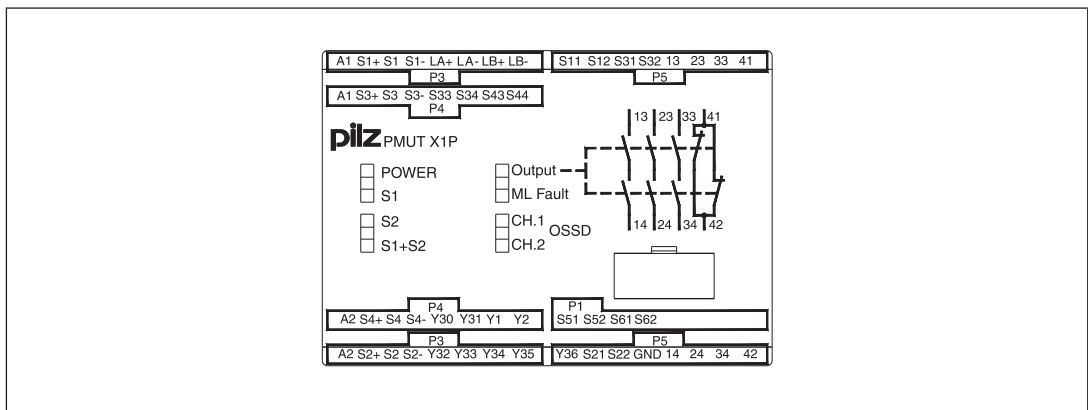 A1 S1+ S1 S1- LA+ LA- LB+ LB-
P3
S11 S12 S31 S32 13 23 33 41
P5
A1 S3+ S3 S3- S33 S34 S43 S44
P4
13 23 33 41
pilz PMUT X1P
POWER
S1
S2
S1+S2
Output
ML Fault
CH.1
CH.2
OSSD
14 24 34 42
P4
A2 S4+ S4 S4- Y30 Y31 Y1 Y2
P1
S51 S52 S61 S62
P3
A2 S2+ S2 S2- Y32 Y33 Y34 Y35
P5
Y36 S21 S22 GND 14 24 34 42